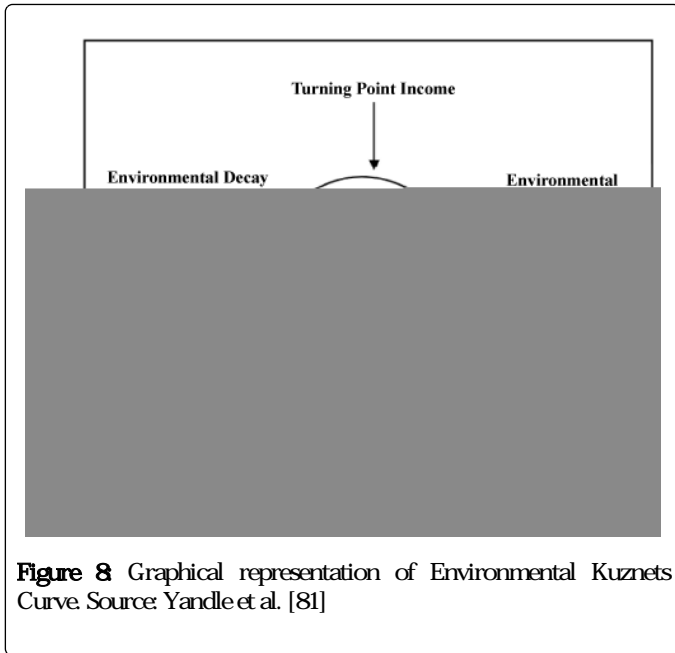 Turning Point Income
Environmental Decay
Environmental
Figure 8: Graphical representation of Environmental Kuznets
Curve. Source: Yandle et al. [81]